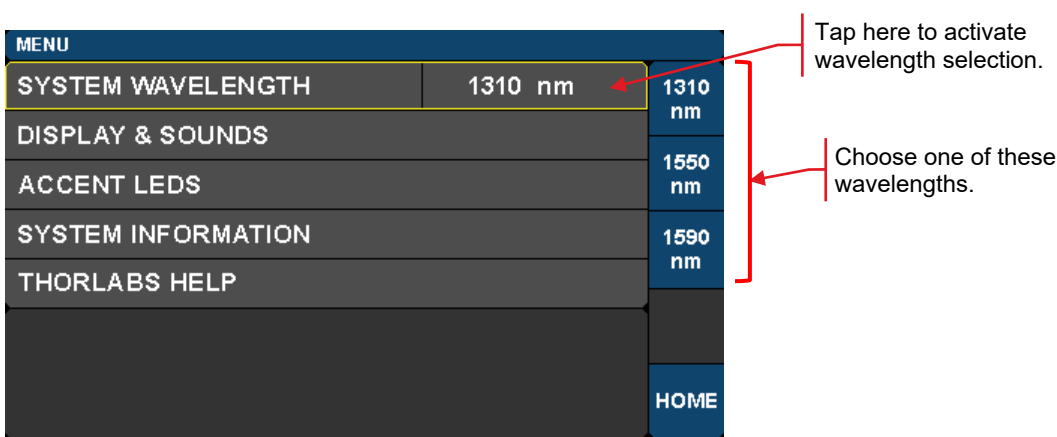 MENU
SYSTEM WAVELENGTH 1310 nm
DISPLAY & SOUNDS
ACCENT LEDS
SYSTEM INFORMATION
THORLABS HELP
1310
nm
1550
nm
1590
nm
HOME
Tap here to activate
wavelength selection.
Choose one of these
wavelengths.